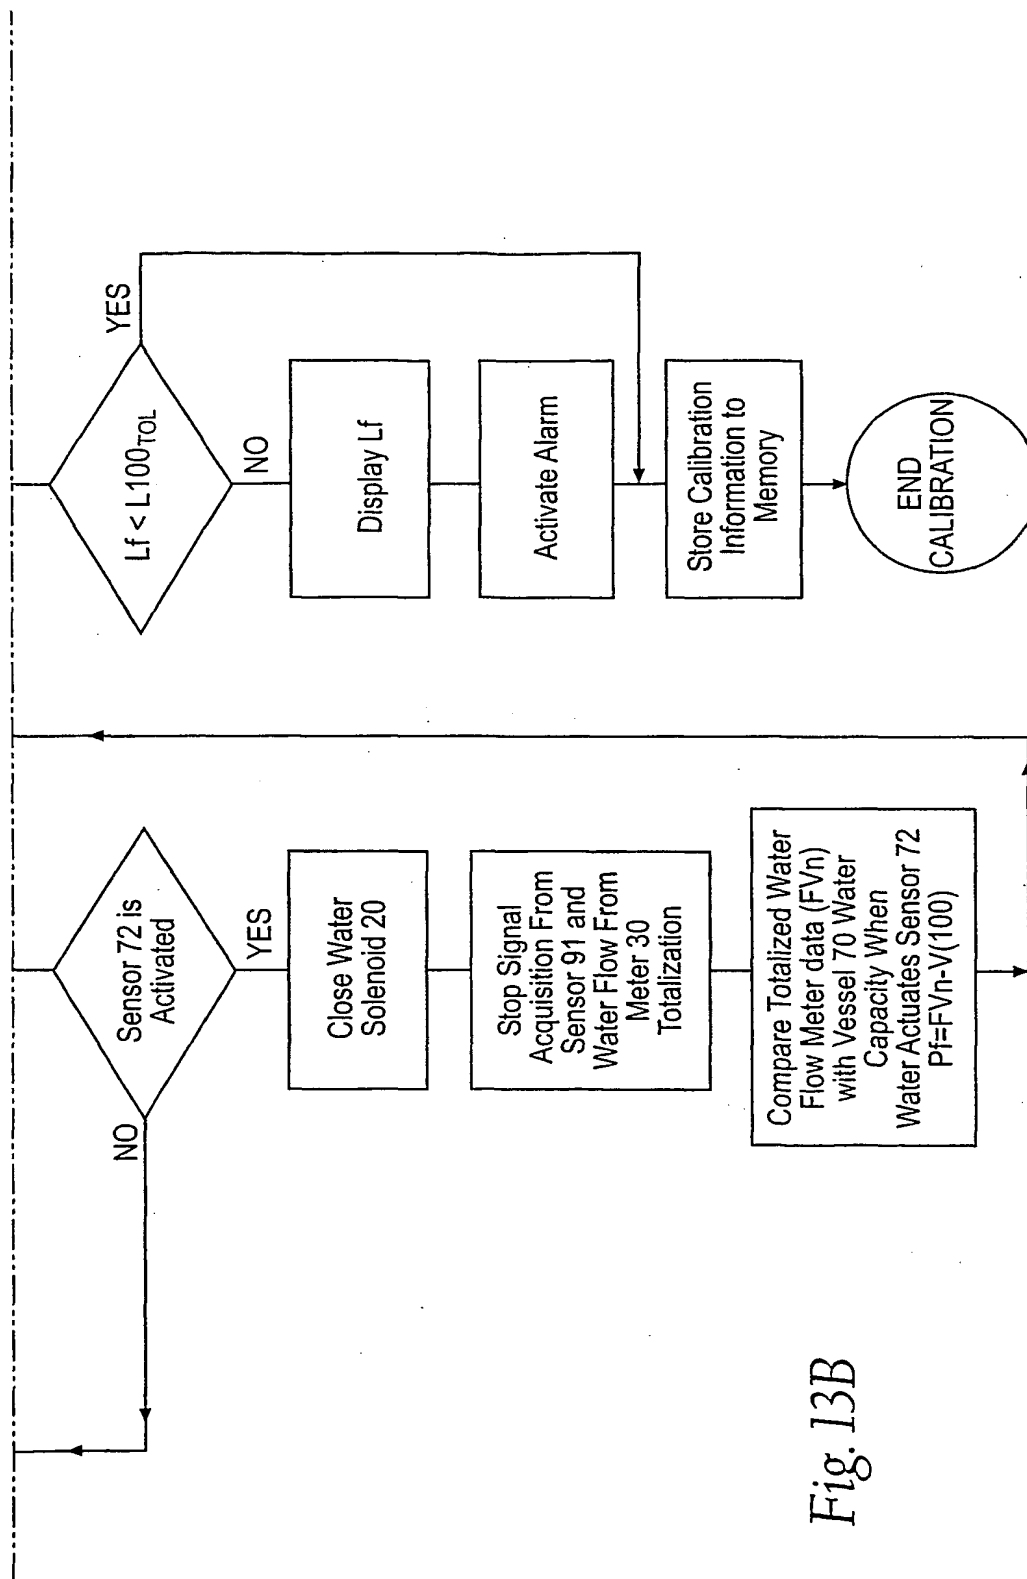 Sensor 72 is
Activated
NO
YES
Close Water
Solenoid 20
Stop Signal
Acquisition From
Sensor 91 and
Water Flow From
Meter 30
Totalization
Compare Totalized Water
Flow Meter data (FVn)
with Vessel 70 Water
Capacity When
Water Actuates Sensor 72
Pf=FVn-V(100)
Lf < L100TOL
YES
NO
Display Lf
Activate Alarm
Store Calibration
Information to
Memory
END
CALIBRATION
Fig. 13B